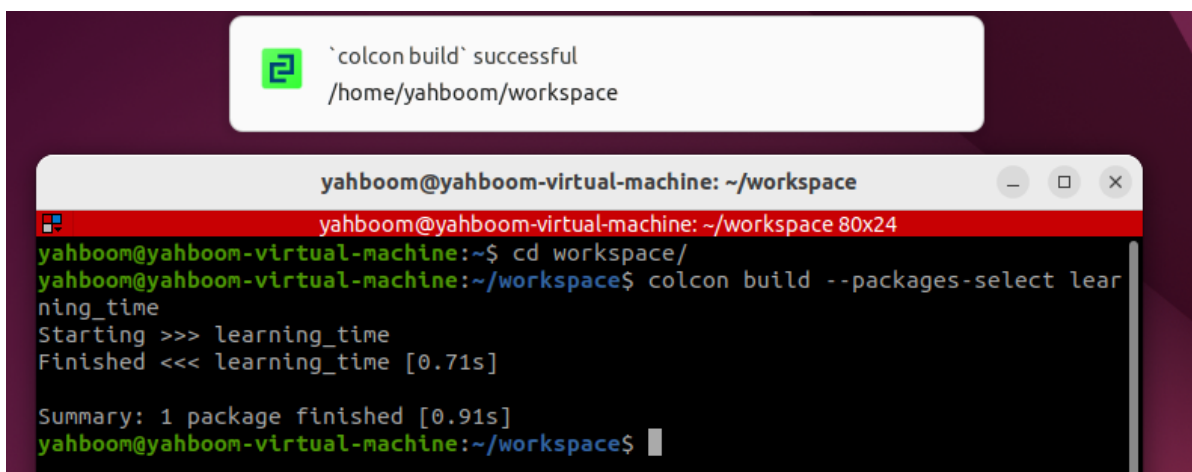 `colcon build` successful
/home/yahboom/workspace
yahboom@yahboom-virtual-machine: ~/workspace
yahboom@yahboom-virtual-machine: ~/workspace 80x24
yahboom@yahboom-virtual-machine:~$ cd workspace/
yahboom@yahboom-virtual-machine:~/workspace$ colcon build --packages-select lear
ning_time
Starting >>> learning_time
Finished <<< learning_time [0.71s]
Summary: 1 package finished [0.91s]
yahboom@yahboom-virtual-machine:~/workspace$